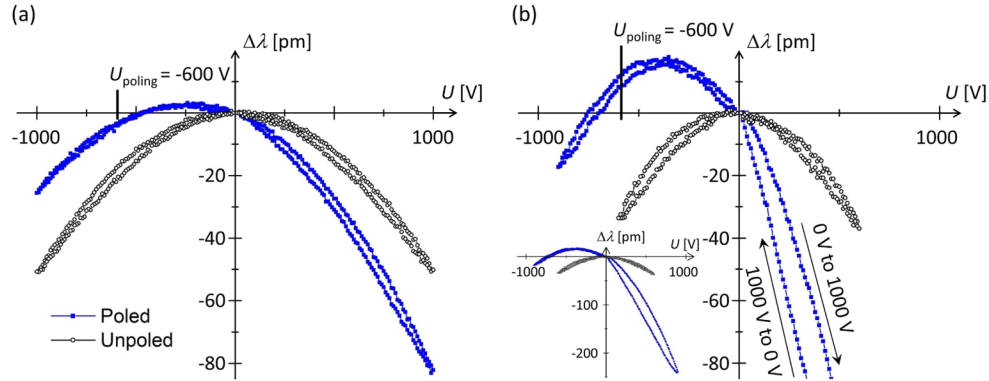 (a)
Δλ [pm]
U_poling = -600 V
U [V]
-1000
1000
-20
-40
-60
-80
Poled
Unpoled
(b)
Δλ [pm]
U_poling = -600 V
U [V]
-1000
1000
-20
-40
-60
-80
0 V to 1000 V
1000 V to 0 V
Δλ [pm]
U [V]
-1000
1000
-100
-200